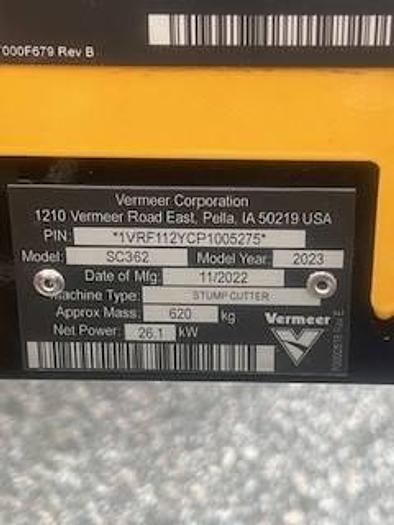 000F679 Rev B
Vermeer Corporation
1210 Vermeer Road East, Pella, IA 50219 USA
PIN: *1VRF112YCP1005275*
Model: SC362 Model Year: 2023
Date of Mfg: 11/2022
Machine Type: STUMP CUTTER
Approx Mass: 620 kg
Net Power: 26.1 kW
Vermeer